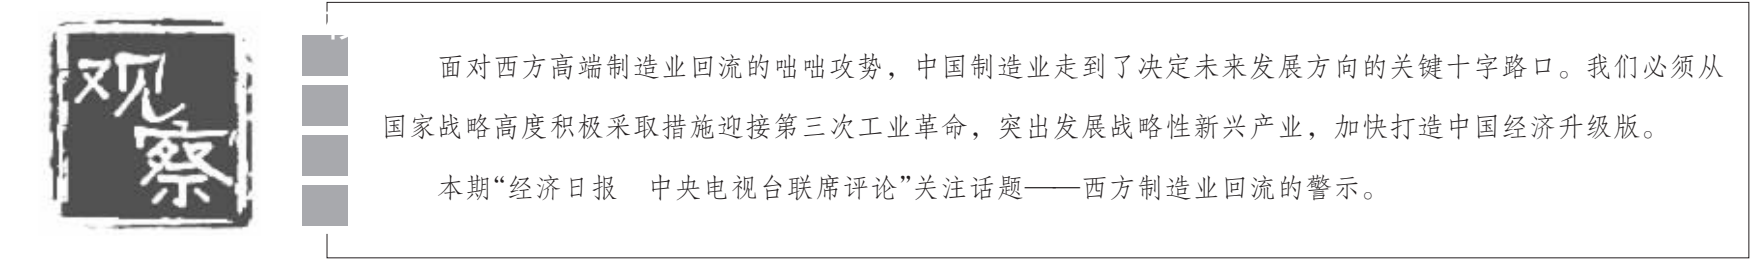 观察
面对西方高端制造业回流的咄咄攻势，中国制造业走到了决定未来发展方向的关键十字路口。我们必须从
国家战略高度积极采取措施迎接第三次工业革命，突出发展战略性新兴产业，加快打造中国经济升级版。
本期“经济日报　中央电视台联席评论”关注话题——西方制造业回流的警示。